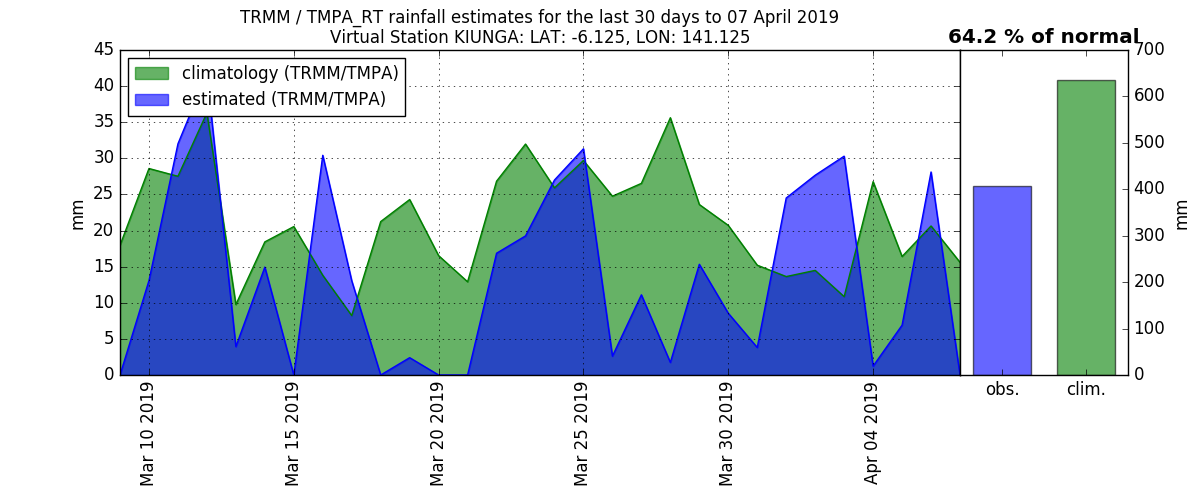 TRMM / TMPA_RT rainfall estimates for the last 30 days to 07 April 2019
Virtual Station KIUNGA: LAT: -6.125, LON: 141.125
64.2 % of normal
climatology (TRMM/TMPA)
estimated (TRMM/TMPA)
45
40
35
30
25
20
15
10
5
0
mm
Mar 10 2019
Mar 15 2019
Mar 20 2019
Mar 25 2019
Mar 30 2019
Apr 04 2019
700
600
500
400
300
200
100
0
mm
obs.
clim.